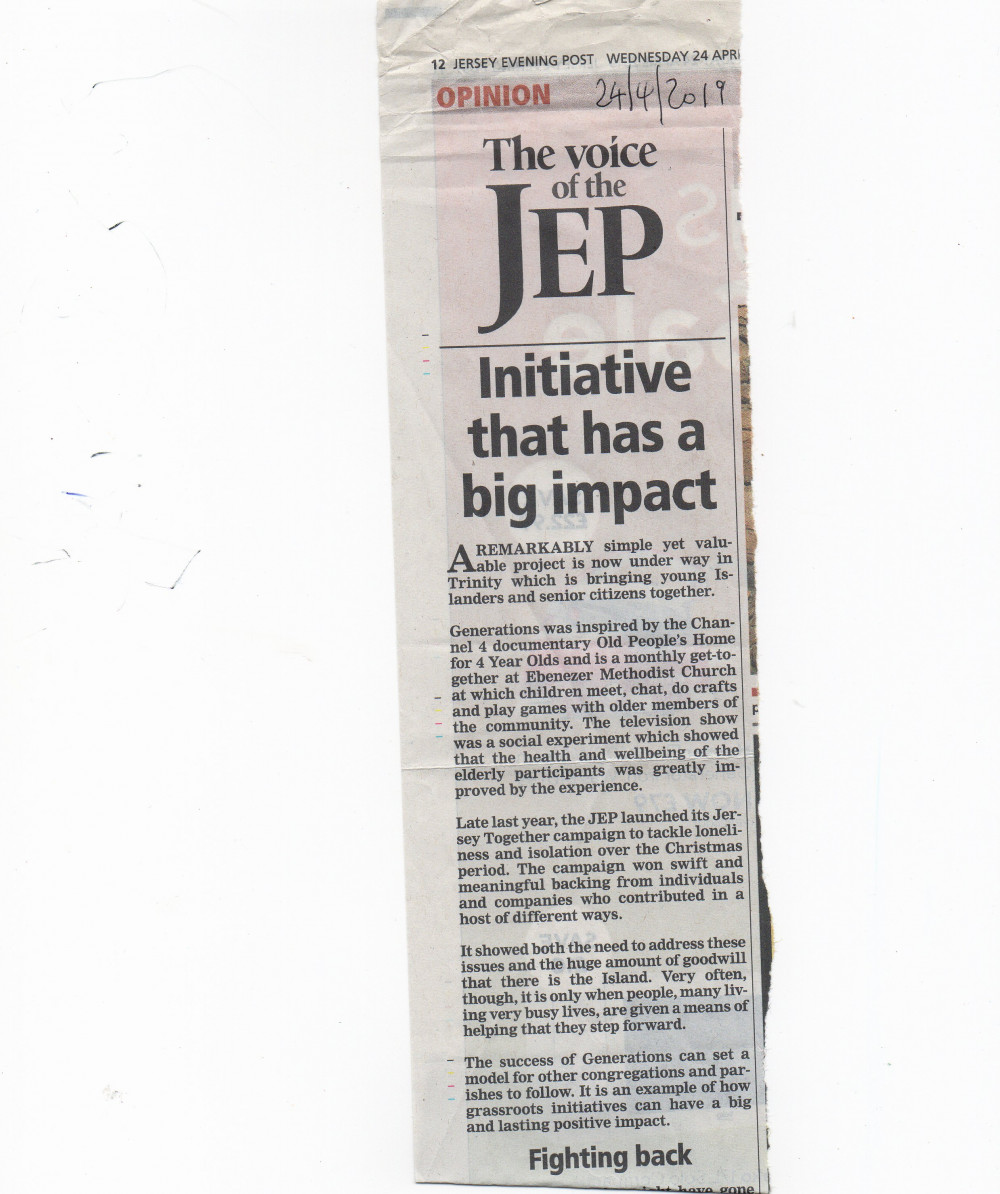 12 JERSEY EVENING POST WEDNESDAY 24 APRI
OPINION 24/4/2019
The voice
of the
JEP
Initiative
that has a
big impact
A REMARKABLY simple yet valu-
able project is now under way in
Trinity which is bringing young Is-
landers and senior citizens together.
Generations was inspired by the Chan-
nel 4 documentary Old People's Home
for 4 Year Olds and is a monthly get-to-
gether at Ebenezer Methodist Church
at which children meet, chat, do crafts
and play games with older members of
the community. The television show
was a social experiment which showed
that the health and wellbeing of the
elderly participants was greatly im-
proved by the experience.
Late last year, the JEP launched its Jer-
sey Together campaign to tackle loneli-
ness and isolation over the Christmas
period. The campaign won swift and
meaningful backing from individuals
and companies who contributed in a
host of different ways.
It showed both the need to address these
issues and the huge amount of goodwill
that there is the Island. Very often,
though, it is only when people, many liv-
ing very busy lives, are given a means of
helping that they step forward.
The success of Generations can set a
model for other congregations and par-
ishes to follow. It is an example of how
grassroots initiatives can have a big
and lasting positive impact.
Fighting back
have gone